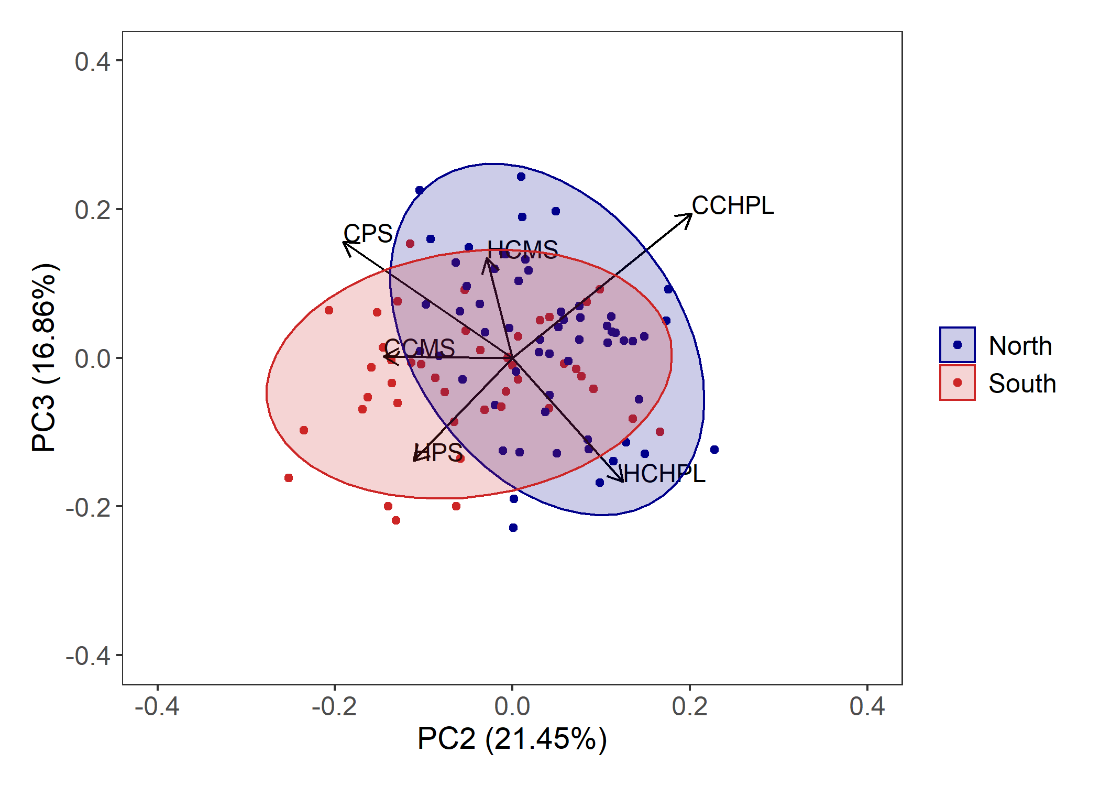 0.4
0.2
0.0
-0.2
-0.4
PC3 (16.86%)
CCHPL
CPS
HCMS
CCMS
HPS
HCHPL
North
South
-0.4
-0.2
0.0
0.2
0.4
PC2 (21.45%)